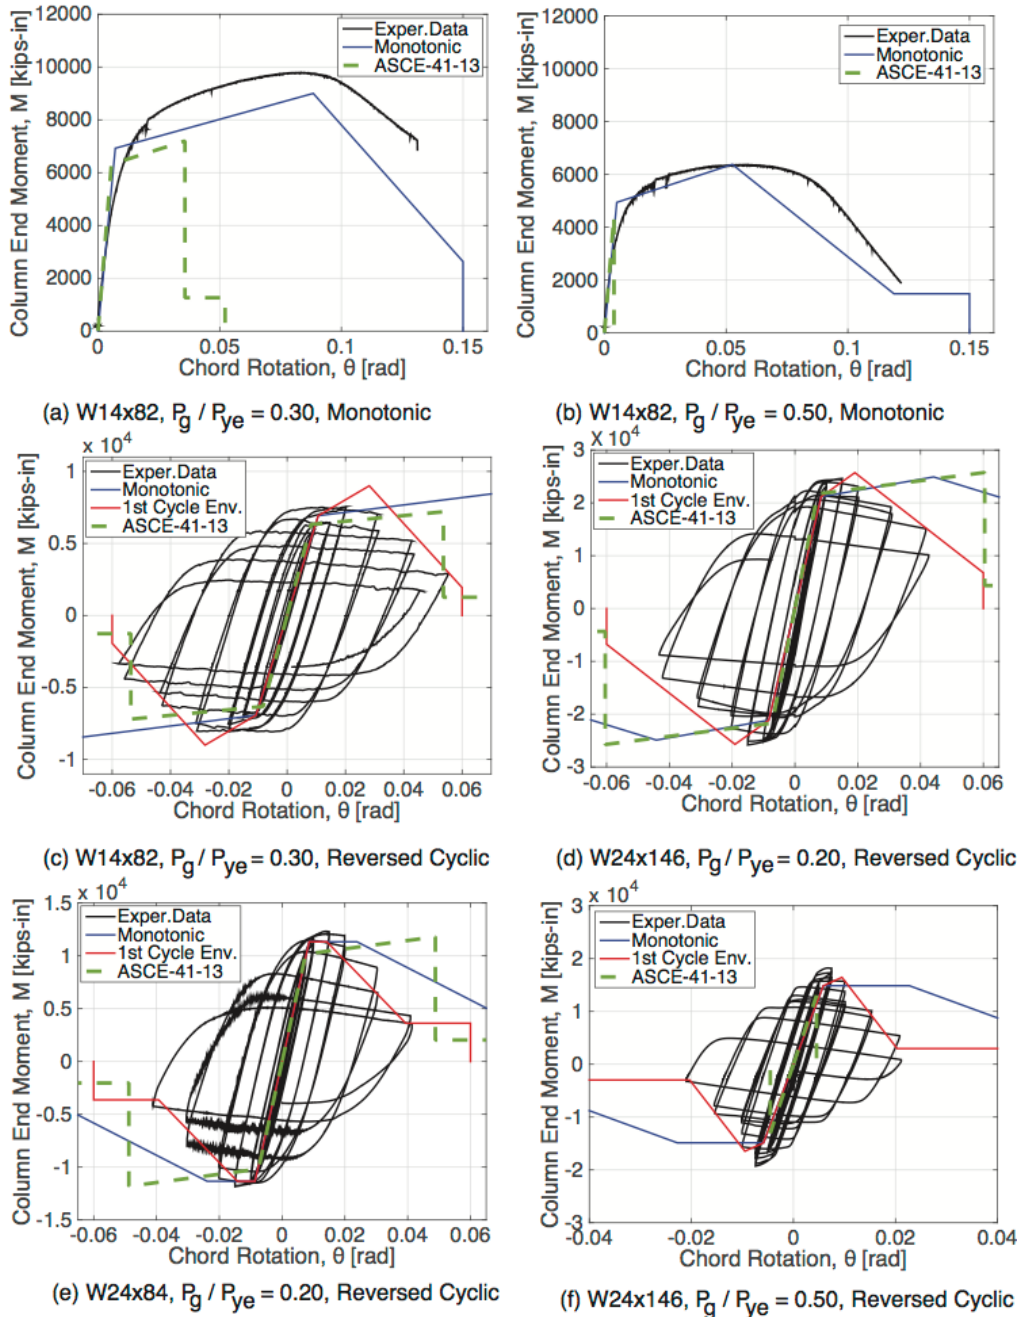 12000
10000
8000
6000
4000
2000
0
Column End Moment, M [kips-in]
Exper.Data
Monotonic
ASCE-41-13
0 0.05 0.1 0.15
Chord Rotation, θ [rad]
(a) W14x82, Pg / Pye = 0.30, Monotonic
12000
10000
8000
6000
4000
2000
0
Column End Moment, M [kips-in]
Exper.Data
Monotonic
ASCE-41-13
0 0.05 0.1 0.15
Chord Rotation, θ [rad]
(b) W14x82, Pg / Pye = 0.50, Monotonic
x 10⁴
1
0.5
0
-0.5
-1
Column End Moment, M [kips-in]
Exper.Data
Monotonic
1st Cycle Env.
ASCE-41-13
-0.06 -0.04 -0.02 0 0.02 0.04 0.06
Chord Rotation, θ [rad]
(c) W14x82, Pg / Pye = 0.30, Reversed Cyclic
x 10⁴
3
2
1
0
-1
-2
-3
Column End Moment, M [kips-in]
Exper.Data
Monotonic
1st Cycle Env.
ASCE-41-13
-0.06 -0.04 -0.02 0 0.02 0.04 0.06
Chord Rotation, θ [rad]
(d) W24x146, Pg / Pye = 0.20, Reversed Cyclic
x 10⁴
1.5
1
0.5
0
-0.5
-1
-1.5
Column End Moment, M [kips-in]
Exper.Data
Monotonic
1st Cycle Env.
ASCE-41-13
-0.06 -0.04 -0.02 0 0.02 0.04 0.06
Chord Rotation, θ [rad]
(e) W24x84, Pg / Pye = 0.20, Reversed Cyclic
x 10⁴
3
2
1
0
-1
-2
-3
Column End Moment, M [kips-in]
Exper.Data
Monotonic
1st Cycle Env.
ASCE-41-13
-0.04 -0.02 0 0.02 0.04
Chord Rotation, θ [rad]
(f) W24x146, Pg / Pye = 0.50, Reversed Cyclic